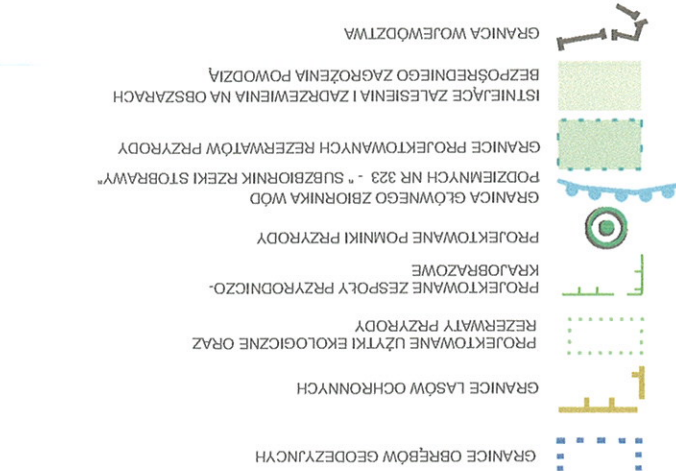 GRANICE OBRĘBÓW GEODEZYJNCYH
GRANICE LASÓW OCHRONNYCH
PROJEKTOWANE UŻYTKI EKOLOGICZNE ORAZ
REZERWATY PRZYRODY
PROJEKTOWANE ZESPOŁY PRZYRODNICZO-
KRAJOBRAZOWE
PROJEKTOWANE POMNIKI PRZYRODY
GRANICA GŁÓWNEGO ZBIORNIKA WÓD
PODZIEMNYCH NR 323 - " SUBZBIORNIK RZEKI STOBRAWY"
GRANICE PROJEKTOWANYCH REZERWATÓW PRZYRODY
ISTNIEJĄCE ZALESIENIA I ZADRZEWIENIA NA OBSZARACH
BEZPOŚREDNIEGO ZAGROŻENIA POWODZIĄ
GRANICA WOJEWÓDZTWA